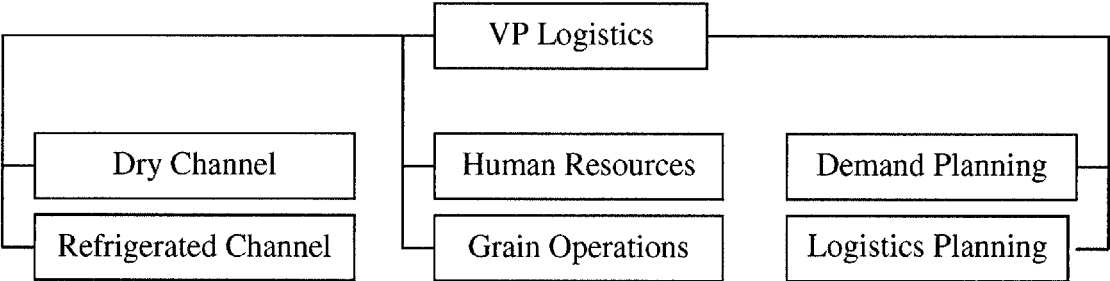 VP Logistics
Dry Channel
Human Resources
Demand Planning
Refrigerated Channel
Grain Operations
Logistics Planning